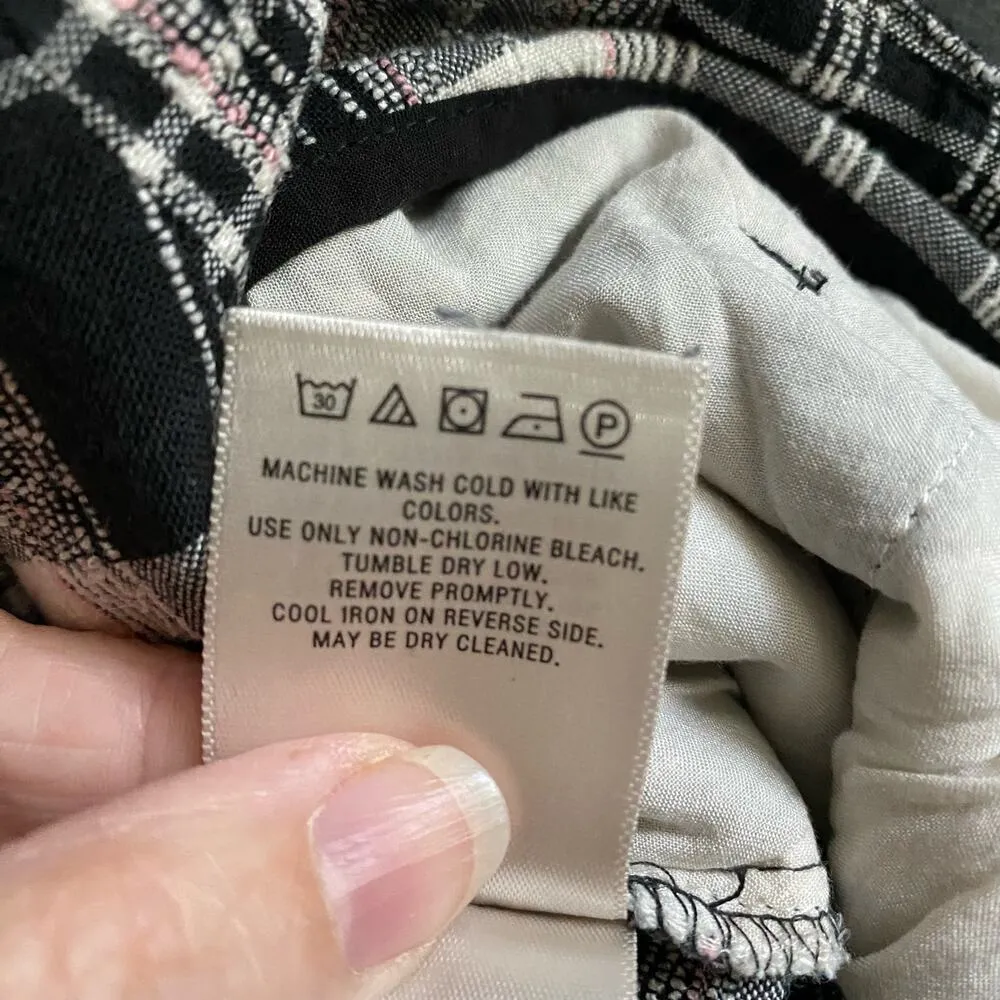 30 P
MACHINE WASH COLD WITH LIKE
COLORS.
USE ONLY NON-CHLORINE BLEACH.
TUMBLE DRY LOW.
REMOVE PROMPTLY.
COOL IRON ON REVERSE SIDE.
MAY BE DRY CLEANED.